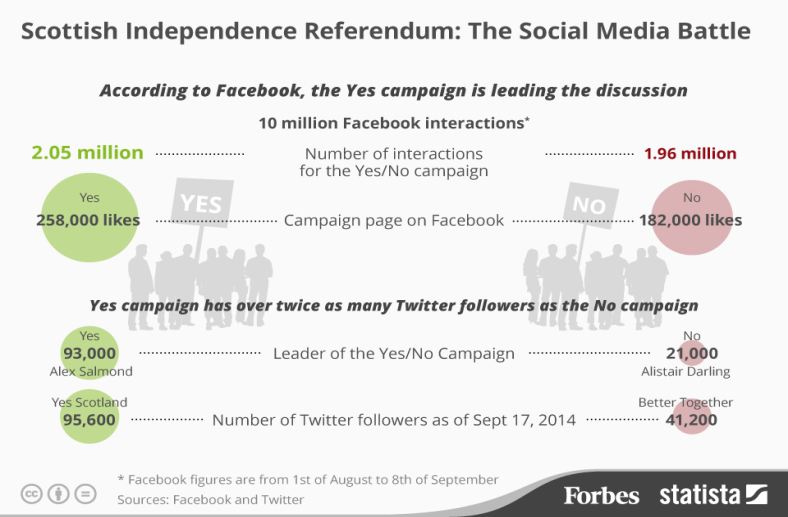 Scottish Independence Referendum: The Social Media Battle
According to Facebook, the Yes campaign is leading the discussion
10 million Facebook interactions*
2.05 million
Number of interactions
for the Yes/No campaign
1.96 million
Yes
258,000 likes
YES
Campaign page on Facebook
NO
No
182,000 likes
Yes campaign has over twice as many Twitter followers as the No campaign
Yes
93,000
Alex Salmond
Leader of the Yes/No Campaign
No
21,000
Alistair Darling
Yes Scotland
95,600
Number of Twitter followers as of Sept 17, 2014
Better Together
41,200
* Facebook figures are from 1st of August to 8th of September
Sources: Facebook and Twitter
cc
Forbes statista